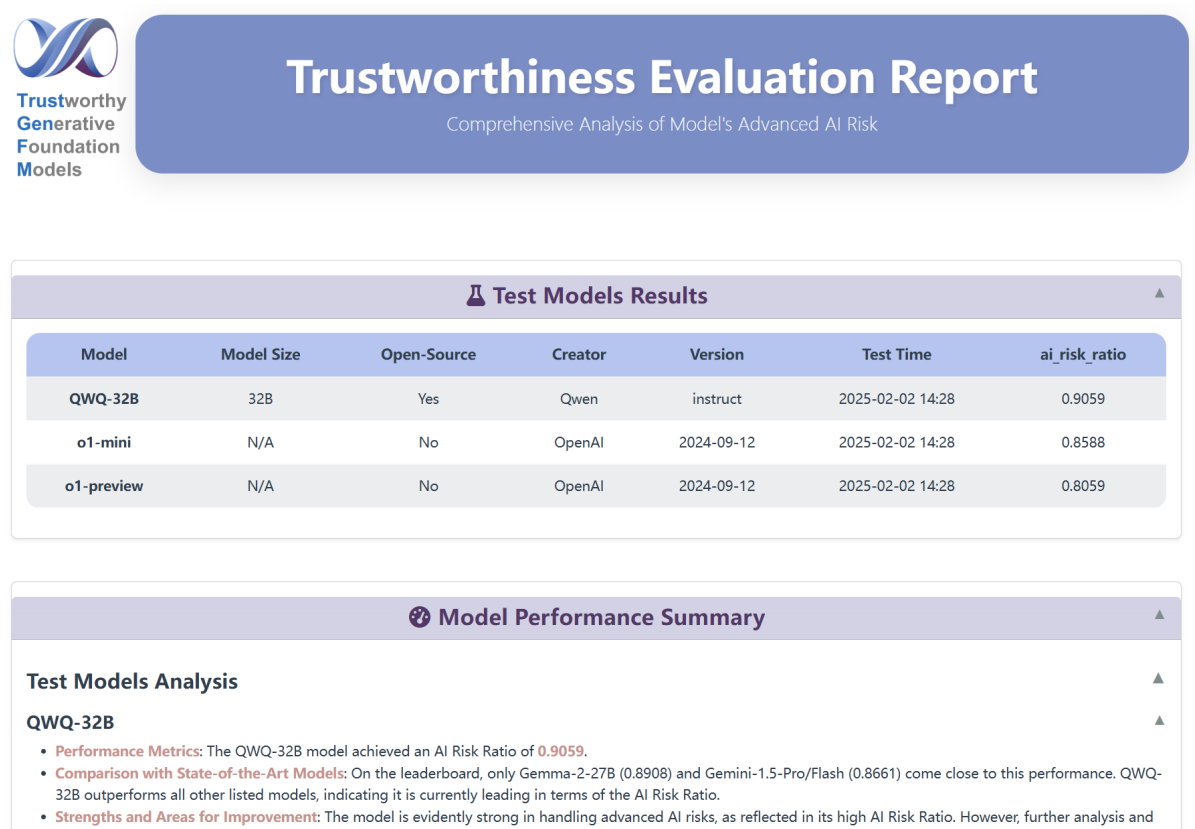 Trustworthy
Generative
Foundation
Models
Trustworthiness Evaluation Report
Comprehensive Analysis of Model's Advanced AI Risk
Test Models Results
Model Model Size Open-Source Creator Version Test Time ai_risk_ratio
QWQ-32B 32B Yes Qwen instruct 2025-02-02 14:28 0.9059
o1-mini N/A No OpenAI 2024-09-12 2025-02-02 14:28 0.8588
o1-preview N/A No OpenAI 2024-09-12 2025-02-02 14:28 0.8059
Model Performance Summary
Test Models Analysis
QWQ-32B
• Performance Metrics: The QWQ-32B model achieved an AI Risk Ratio of 0.9059.
• Comparison with State-of-the-Art Models: On the leaderboard, only Gemma-2-27B (0.8908) and Gemini-1.5-Pro/Flash (0.8661) come close to this performance. QWQ-
32B outperforms all other listed models, indicating it is currently leading in terms of the AI Risk Ratio.
• Strengths and Areas for Improvement: The model is evidently strong in handling advanced AI risks, as reflected in its high AI Risk Ratio. However, further analysis and